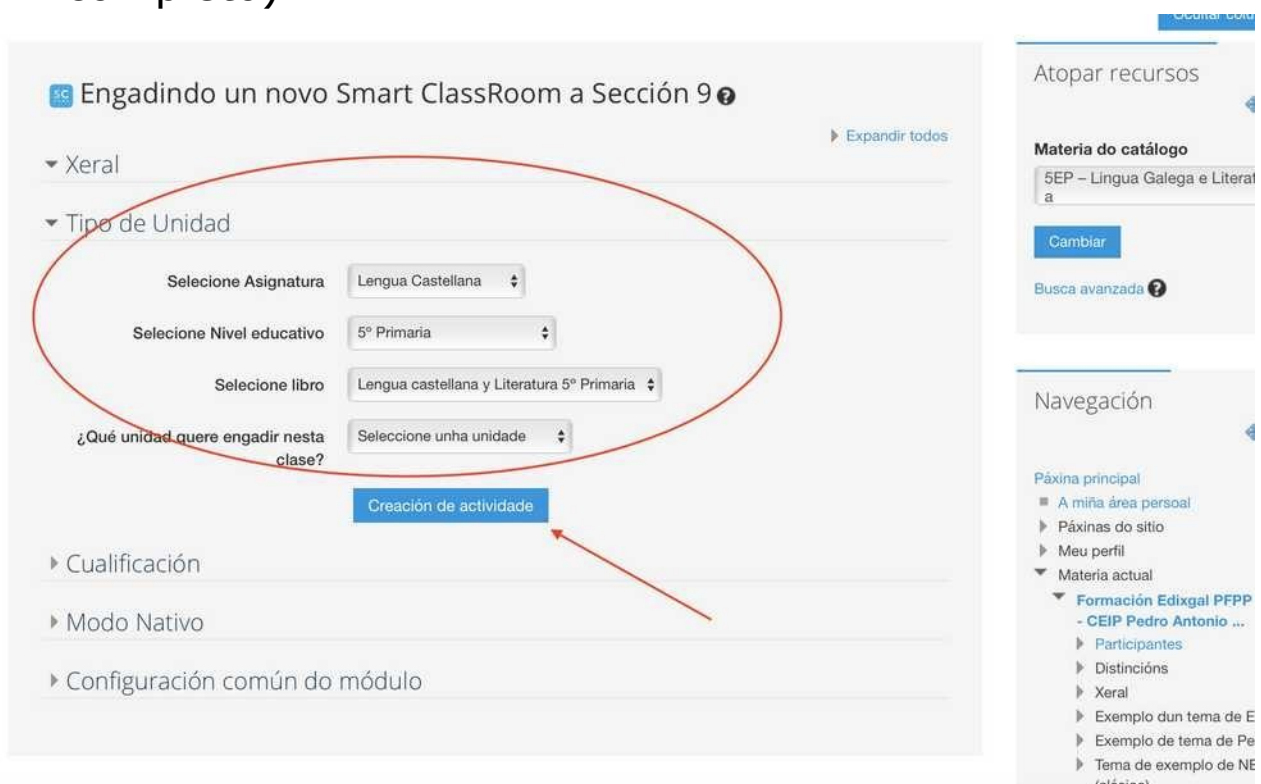 Engadindo un novo Smart ClassRoom a Sección 9
Expandir todos
Xeral
Tipo de Unidad
Selecione Asignatura
Lengua Castellana
Selecione Nivel educativo
5º Primaria
Selecione libro
Lengua castellana y Literatura 5º Primaria
¿Qué unidad quere engadir nesta
clase?
Seleccione unha unidade
Creación de actividade
Cualificación
Modo Nativo
Configuración común do módulo
Ocultar colu
Atopar recursos
Materia do catálogo
5EP – Lingua Galega e Literat
a
Cambiar
Busca avanzada
Navegación
Páxina principal
A miña área persoal
Páxinas do sitio
Meu perfil
Materia actual
Formación Edixgal PFPP
- CEIP Pedro Antonio ...
Participantes
Distincións
Xeral
Exemplo dun tema de E
Exemplo de tema de Pe
Tema de exemplo de NE